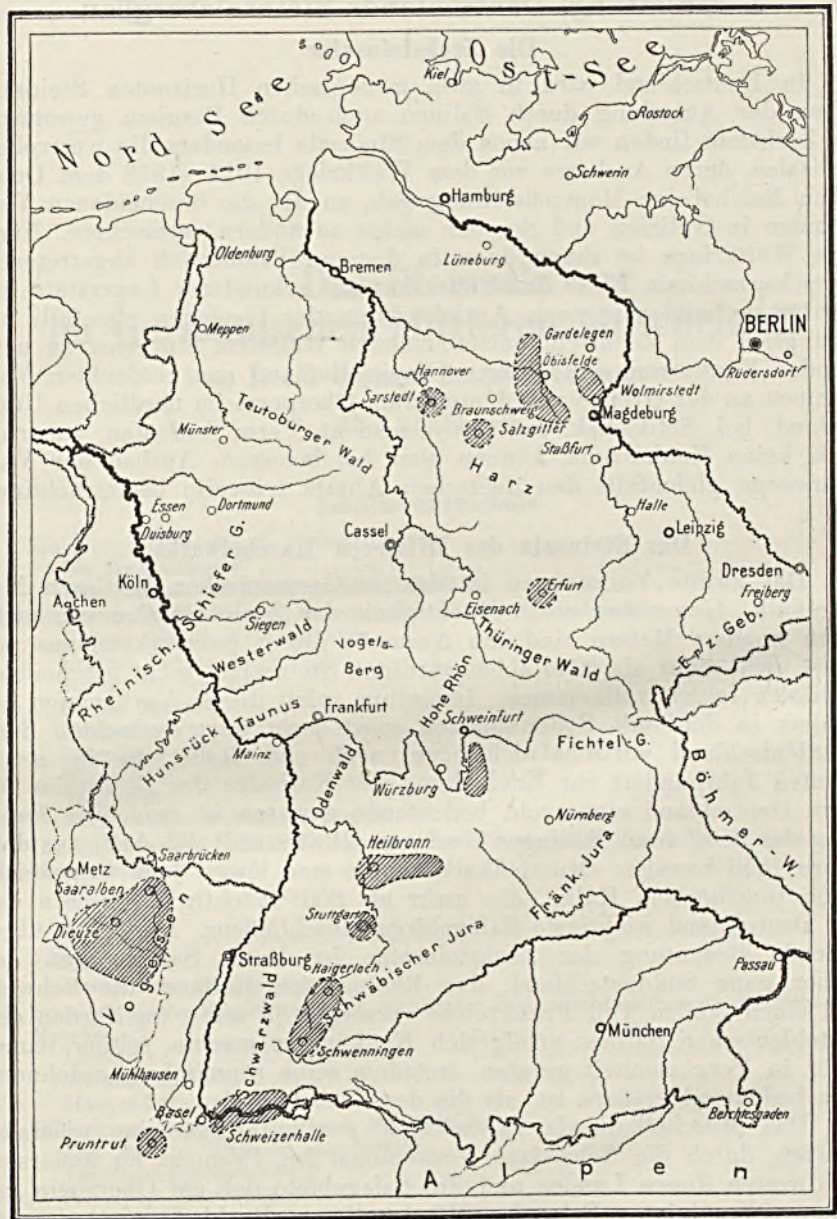 Nord See
Ost-See
Kiel
Rostock
Schwerin
Hamburg
Oldenburg
Bremen
Lüneburg
Meppen
Gardelegen
BERLIN
Öbisfelde
Hannover
Rüdersdorf
Sarstedt
Braunschweig
Wolmirstedt
Magdeburg
Teutoburger Wald
Münster
Salzgitter
Staßfurt
Harz
Essen
Dortmund
Duisburg
Halle
Leipzig
Cassel
Köln
Dresden
Freiberg
Aachen
Rheinisch. Schiefer G.
Siegen
Erfurt
Eisenach
Westerwald
Vogels-
Berg
Thüringer Wald
Erz-Geb.
Hohe Rhön
Taunus
Frankfurt
Schweinfurt
Fichtel-G.
Hunsrück
Mainz
Odenwald
Würzburg
Böhmer W.
Nürnberg
Heilbronn
Metz
Saarbrücken
Saaralben
Fränk. Jura
Dieuze
Stuttgart
Vogesen
Straßburg
Schwäbischer Jura
Passau
Haigerloch
Schwarzwald
München
Schwenningen
Mühlhausen
Basel
Schweizerhalle
Berchtesgaden
Pruntrut
Alpen